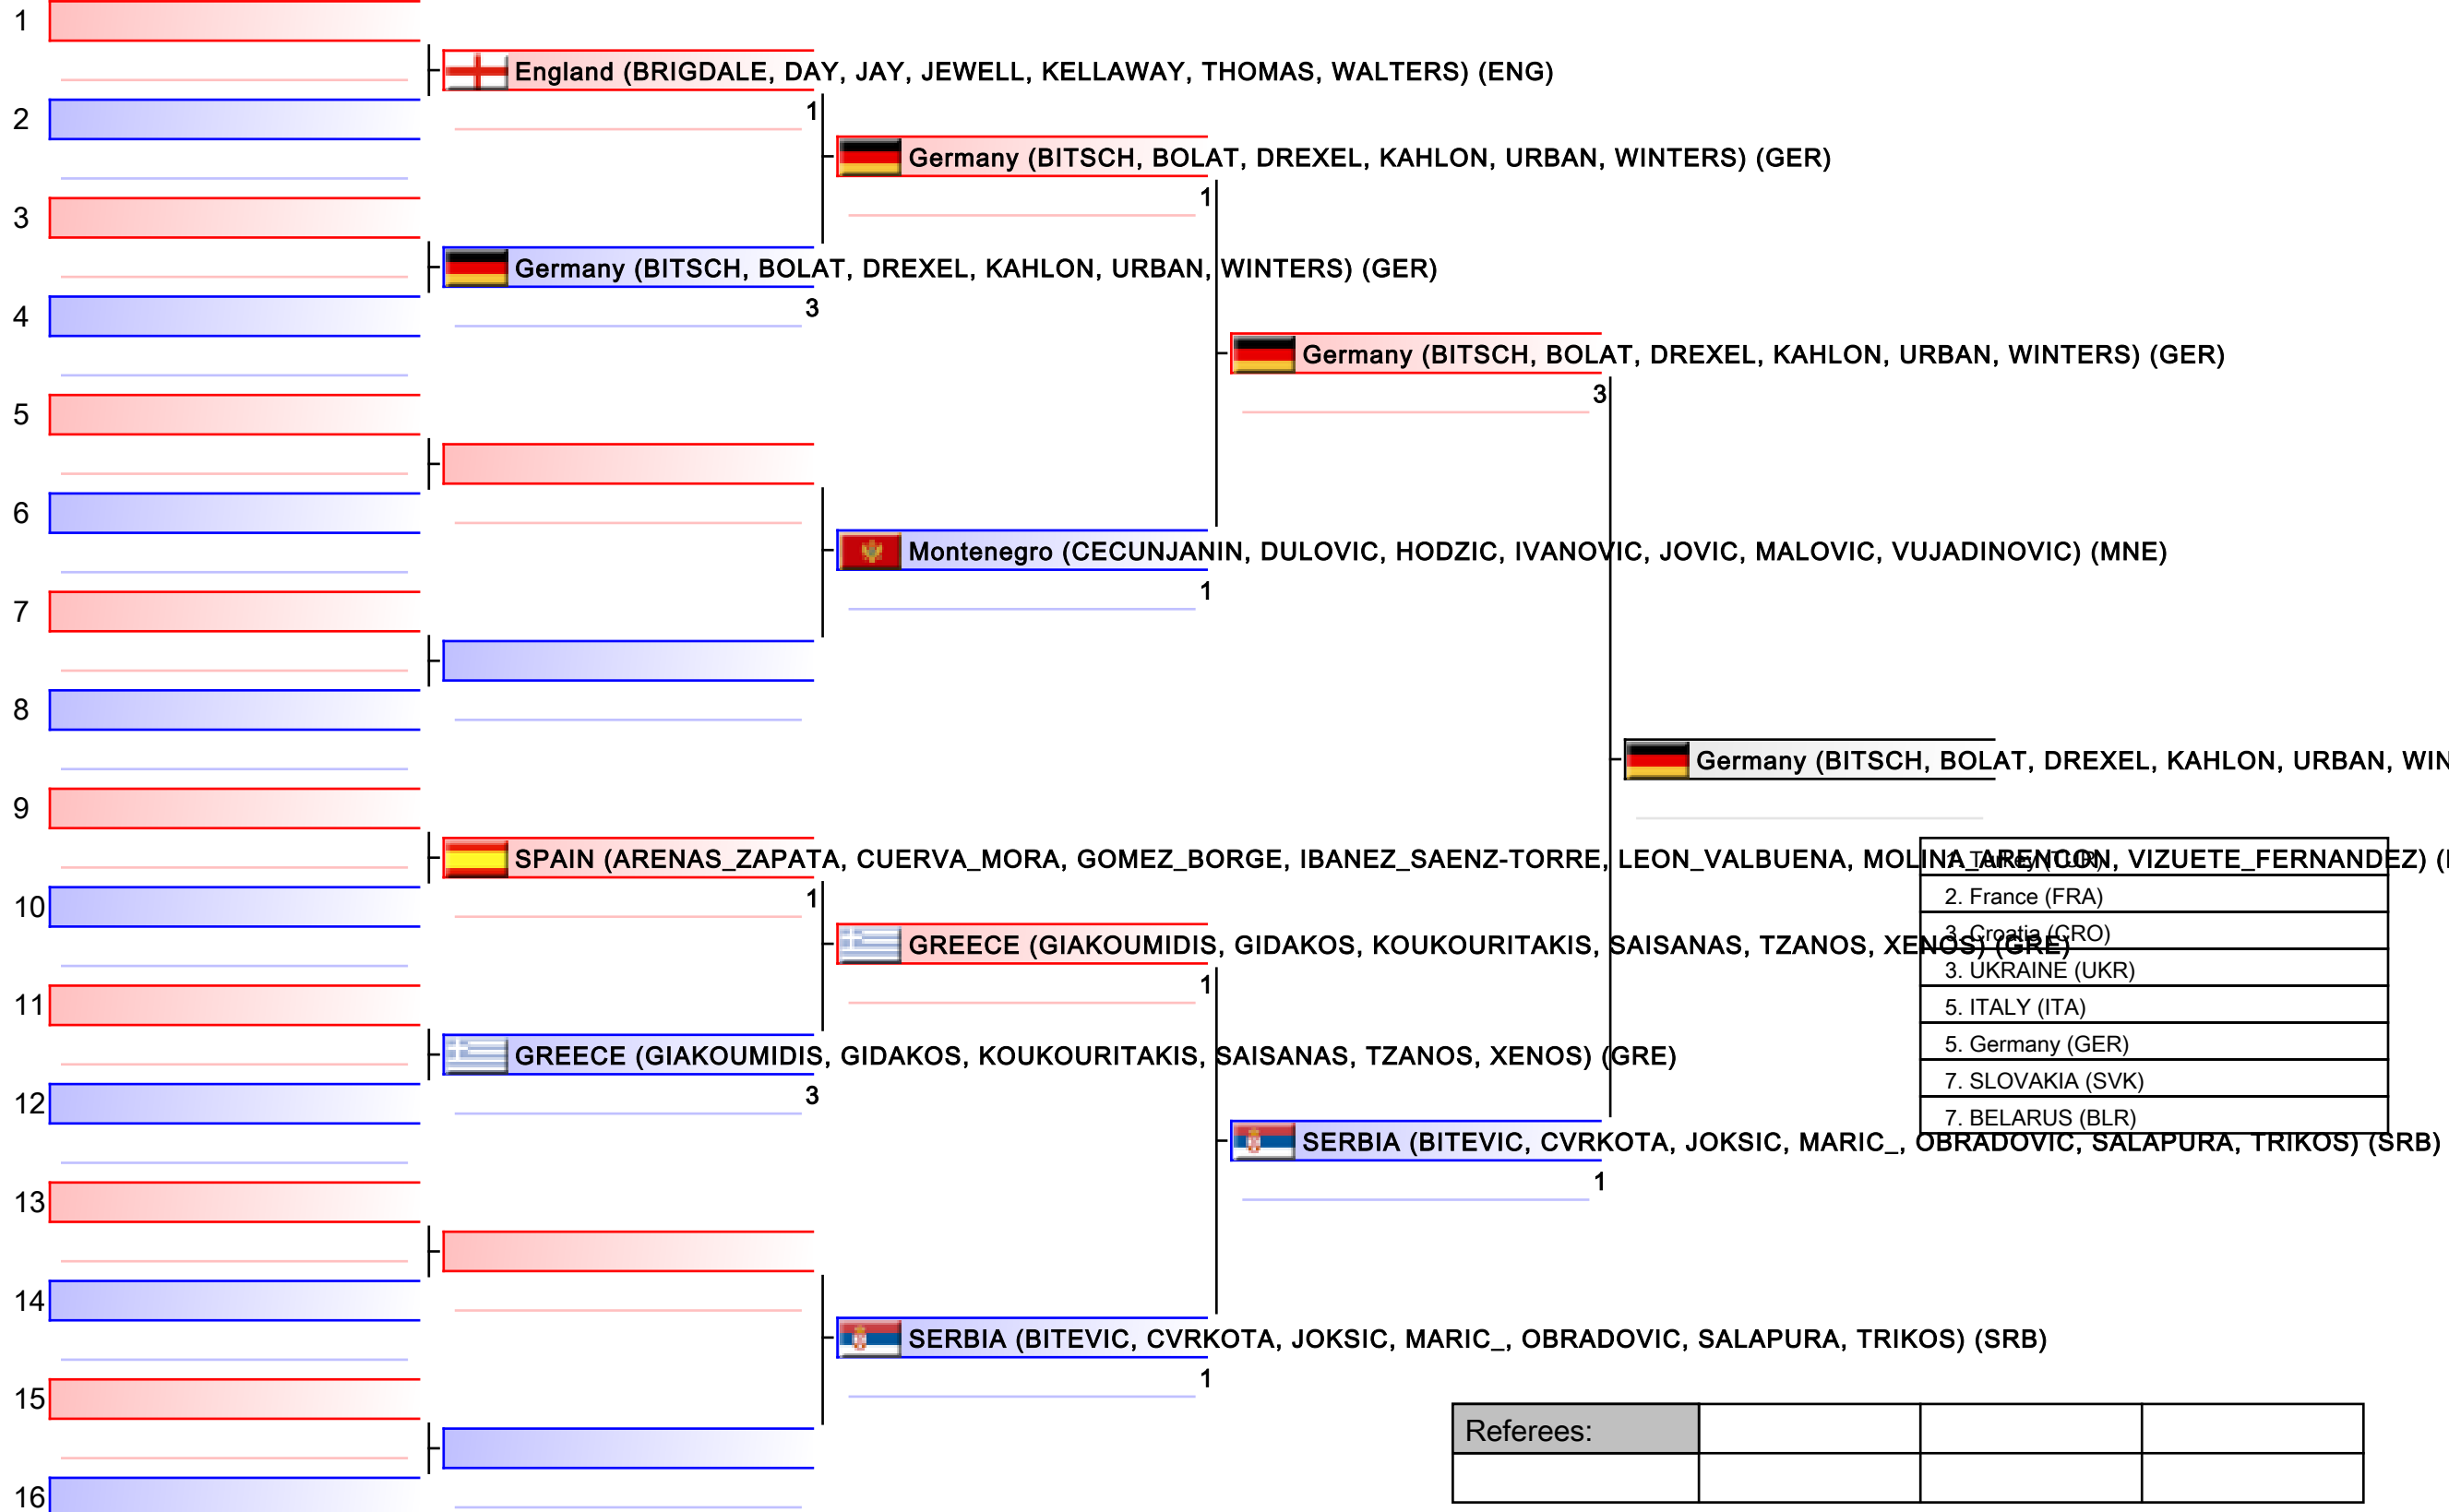 1
England (BRIGDALE, DAY, JAY, JEWELL, KELLAWAY, THOMAS, WALTERS) (ENG)
1
2
Germany (BITSCH, BOLAT, DREXEL, KAHLON, URBAN, WINTERS) (GER)
1
3
Germany (BITSCH, BOLAT, DREXEL, KAHLON, URBAN, WINTERS) (GER)
3
4
Germany (BITSCH, BOLAT, DREXEL, KAHLON, URBAN, WINTERS) (GER)
3
5
6
Montenegro (CECUNJANIN, DULOVIC, HODZIC, IVANOVIC, JOVIC, MALOVIC, VUJADINOVIC) (MNE)
1
7
8
Germany (BITSCH, BOLAT, DREXEL, KAHLON, URBAN, WIN
9
SPAIN (ARENAS_ZAPATA, CUERVA_MORA, GOMEZ_BORGE, IBANEZ_SAENZ-TORRE, LEON_VALBUENA, MOLINA_ARENCON, VIZUETE_FERNANDEZ) (
1. Turkey (TUR)
1
10
2. France (FRA)
GREECE (GIAKOUMIDIS, GIDAKOS, KOUKOURITAKIS, SAISANAS, TZANOS, XENOS) (GRE)
3. Croatia (CRO)
1
3. UKRAINE (UKR)
11
5. ITALY (ITA)
GREECE (GIAKOUMIDIS, GIDAKOS, KOUKOURITAKIS, SAISANAS, TZANOS, XENOS) (GRE)
5. Germany (GER)
3
7. SLOVAKIA (SVK)
12
7. BELARUS (BLR)
SERBIA (BITEVIC, CVRKOTA, JOKSIC, MARIC_, OBRADOVIC, SALAPURA, TRIKOS) (SRB)
1
13
14
SERBIA (BITEVIC, CVRKOTA, JOKSIC, MARIC_, OBRADOVIC, SALAPURA, TRIKOS) (SRB)
1
15
Referees:
16